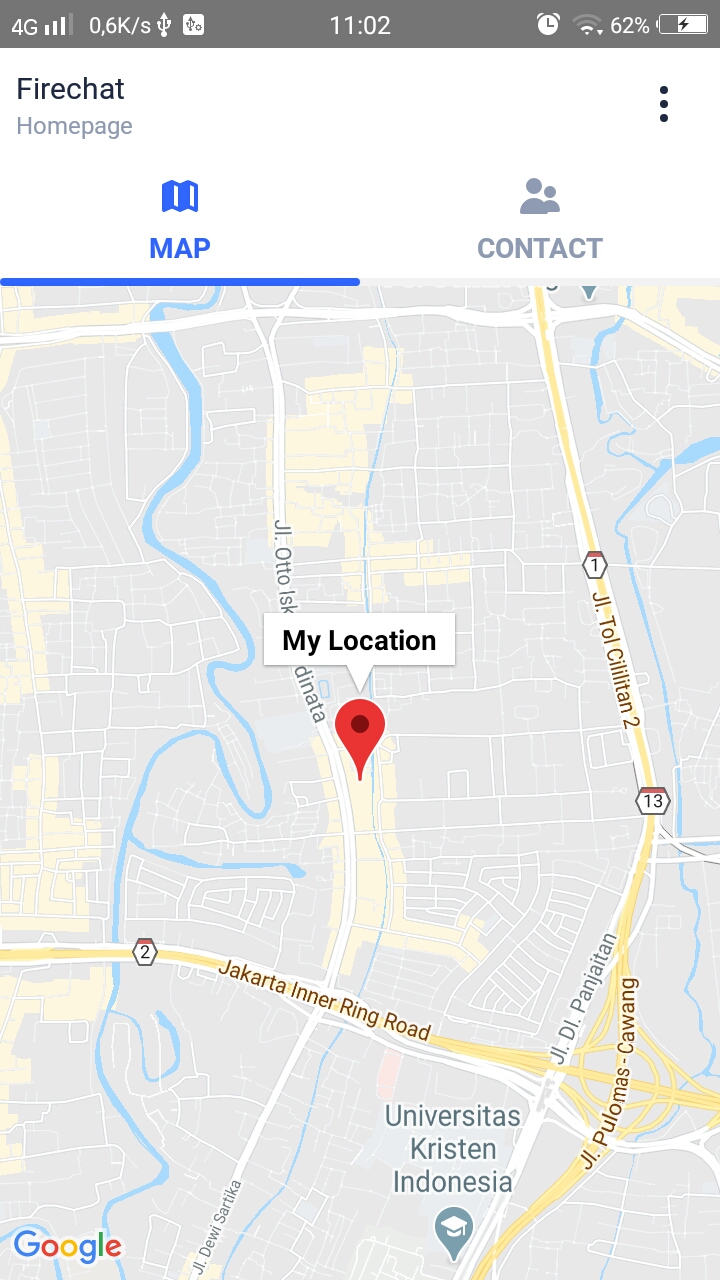 4G 0,6K/s 11:02 62%
Firechat
Homepage
MAP CONTACT
Jl. Otto Isk
dinata
My Location
1
Jl. Tol Cililitan 2
13
2
Jakarta Inner Ring Road
Jl. DI. Panjaitan
Jl. Pulomas - Cawang
Universitas
Kristen
Indonesia
Jl. Dewi Sartika
Google